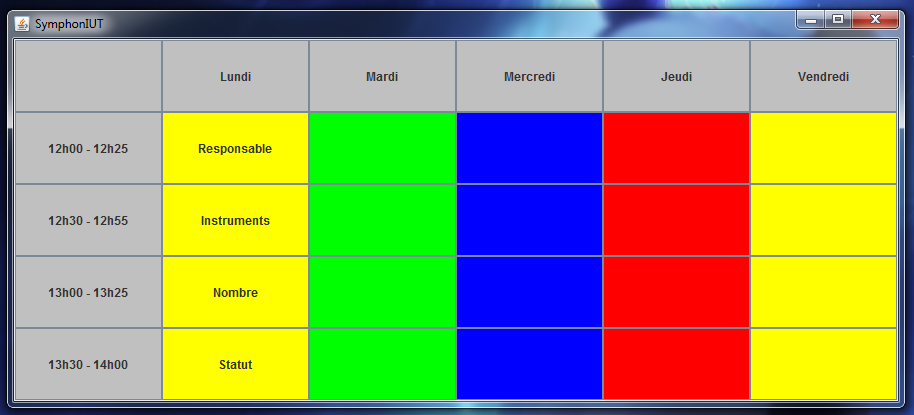 SymphonIUT
Lundi Mardi Mercredi Jeudi Vendredi
12h00 - 12h25 Responsable
12h30 - 12h55 Instruments
13h00 - 13h25 Nombre
13h30 - 14h00 Statut